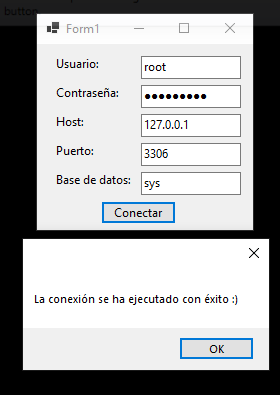 button
Form1
Usuario: root
Contraseña: ●●●●●●●●●
Host: 127.0.0.1
Puerto: 3306
Base de datos: sys
Conectar
La conexión se ha ejecutado con éxito :)
OK